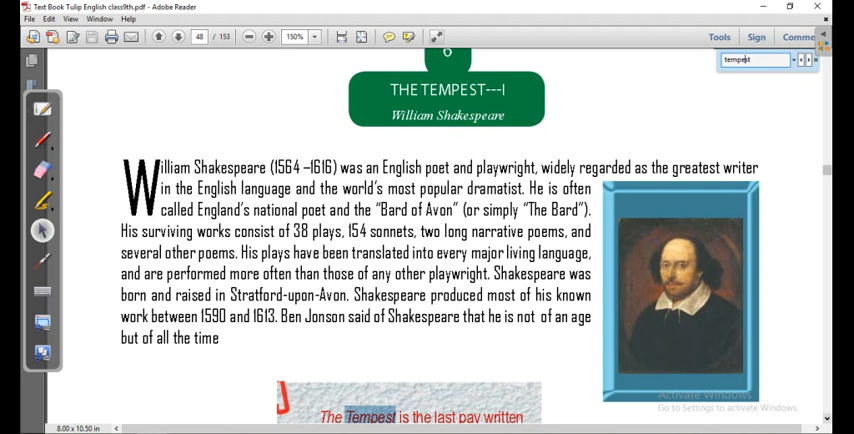 Text Book Tulip English class9th.pdf - Adobe Reader
File Edit View Window Help
48 / 153 150% Tools Sign Comme
tempest
6
THE TEMPEST---I
William Shakespeare
William Shakespeare (1564 –1616) was an English poet and playwright, widely regarded as the greatest writer
in the English language and the world's most popular dramatist. He is often
called England's national poet and the "Bard of Avon" (or simply "The Bard").
His surviving works consist of 38 plays, 154 sonnets, two long narrative poems, and
several other poems. His plays have been translated into every major living language,
and are performed more often than those of any other playwright. Shakespeare was
born and raised in Stratford-upon-Avon. Shakespeare produced most of his known
work between 1590 and 1613. Ben Jonson said of Shakespeare that he is not of an age
but of all the time
Activate Windows
Go to Settings to activate Windows.
The Tempest is the last pay written
8.00 x 10.50 in